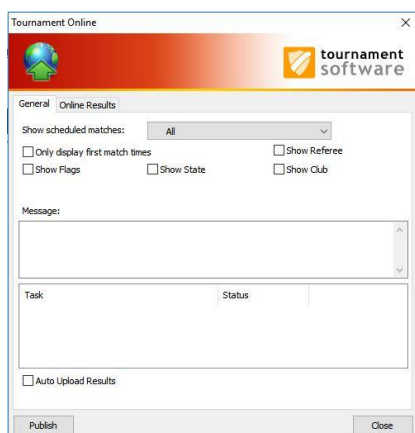 Tournament Online
tournament
software
General Online Results
Show scheduled matches: All
Only display first match times Show Referee
Show Flags Show State Show Club
Message:
Task Status
Auto Upload Results
Publish Close